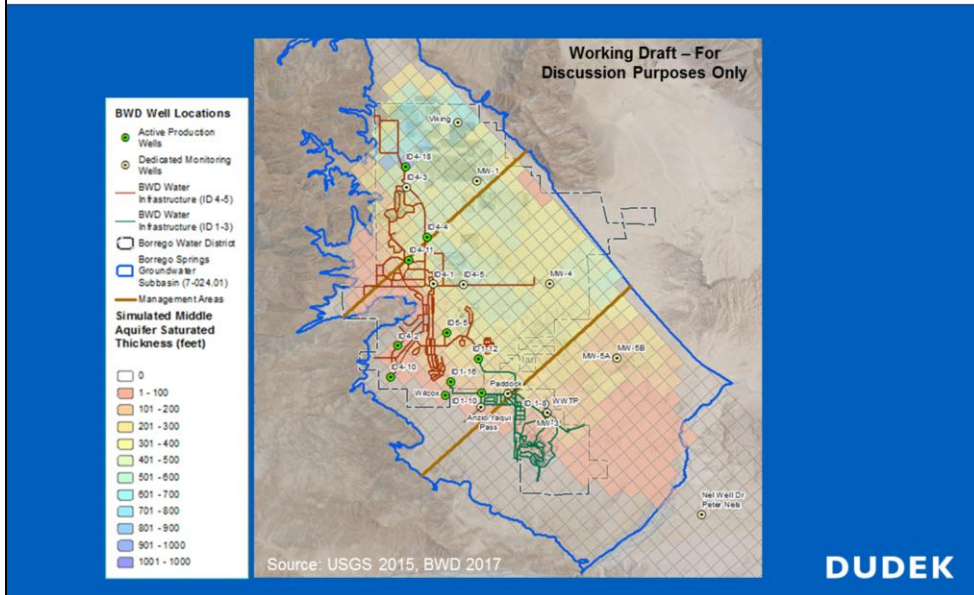 Working Draft – For
Discussion Purposes Only
BWD Well Locations
Active Production
Wells
Dedicated Monitoring
Wells
BWD Water
Infrastructure (ID 4-5)
BWD Water
Infrastructure (ID 1-3)
Borrego Water District
Borrego Springs
Groundwater
Subbasin (7-024.01)
Management Areas
Simulated Middle
Aquifer Saturated
Thickness (feet)
0
1 - 100
101 - 200
201 - 300
301 - 400
401 - 500
501 - 600
601 - 700
701 - 800
801 - 900
901 - 1000
1001 - 1000
Viking
ID4-18
ID4-3
MW-1
ID4-4
ID4-11
ID4-1
ID4-5
MW-4
ID5-5
ID4-2
ID1-12
MW-5A
MW-5B
ID4-10
ID1-16
Paddock
Wilcox
ID1-10
ID1-8
WWTP
Anzio/Yaqui
Pass
MW-3
Nel Well Dr
Peter Nels
Source: USGS 2015, BWD 2017
DUDEK